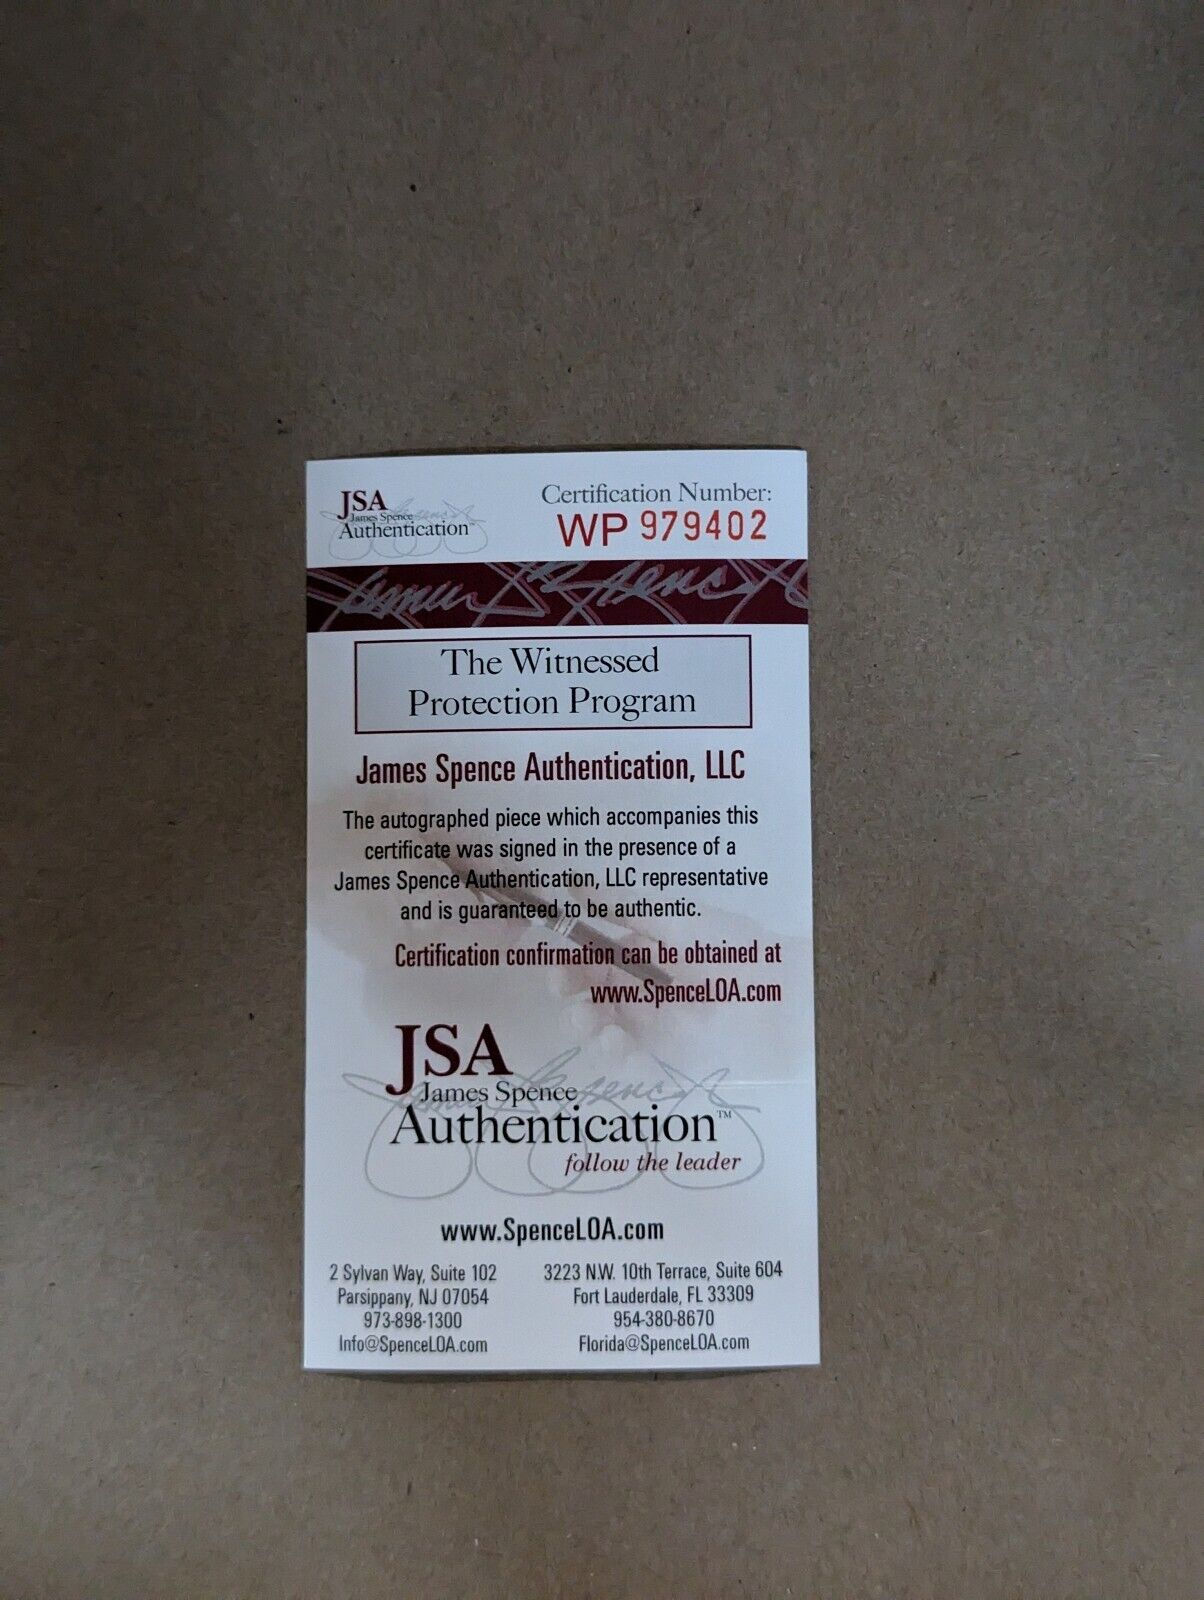 JSA
James Spence
Authentication™
Certification Number:
WP 979402
The Witnessed
Protection Program
James Spence Authentication, LLC
The autographed piece which accompanies this
certificate was signed in the presence of a
James Spence Authentication, LLC representative
and is guaranteed to be authentic.
Certification confirmation can be obtained at
www.SpenceLOA.com
JSA
James Spence
Authentication™
follow the leader
www.SpenceLOA.com
2 Sylvan Way, Suite 102
Parsippany, NJ 07054
973-898-1300
Info@SpenceLOA.com
3223 N.W. 10th Terrace, Suite 604
Fort Lauderdale, FL 33309
954-380-8670
Florida@SpenceLOA.com